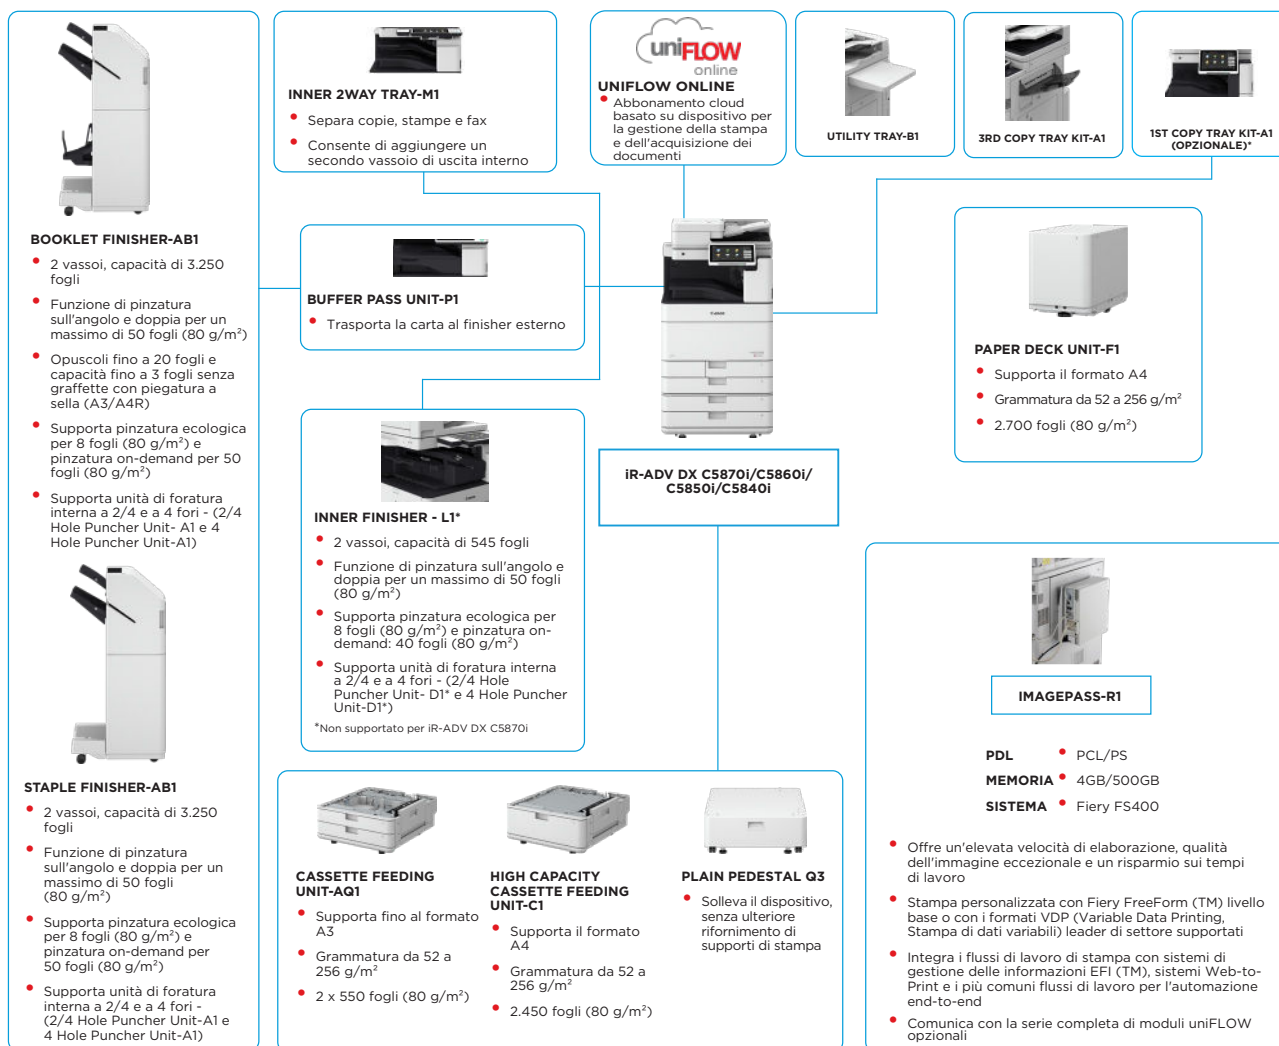 BOOKLET FINISHER-AB1
2 vassoi, capacità di 3.250
fogli
Funzione di pinzatura
sull'angolo e doppia per un
massimo di 50 fogli (80 g/m²)
Opuscoli fino a 20 fogli e
capacità fino a 3 fogli senza
graffette con piegatura a
sella (A3/A4R)
Supporta pinzatura ecologica
per 8 fogli (80 g/m²) e
pinzatura on-demand per 50
fogli (80 g/m²)
Supporta unità di foratura
interna a 2/4 e a 4 fori - (2/4
Hole Puncher Unit- A1 e 4
Hole Puncher Unit-A1)
STAPLE FINISHER-AB1
2 vassoi, capacità di 3.250
fogli
Funzione di pinzatura
sull'angolo e doppia per un
massimo di 50 fogli
(80 g/m²)
Supporta pinzatura ecologica
per 8 fogli (80 g/m²) e
pinzatura on-demand per
50 fogli (80 g/m²)
Supporta unità di foratura
interna a 2/4 e a 4 fori -
(2/4 Hole Puncher Unit-A1 e
4 Hole Puncher Unit-A1)
INNER 2WAY TRAY-M1
Separa copie, stampe e fax
Consente di aggiungere un
secondo vassoio di uscita interno
uniFLOW
online
UNIFLOW ONLINE
Abbonamento cloud
basato su dispositivo per
la gestione della stampa
e dell'acquisizione dei
documenti
UTILITY TRAY-B1
3RD COPY TRAY KIT-A1
1ST COPY TRAY KIT-A1
(OPZIONALE)*
BUFFER PASS UNIT-P1
Trasporta la carta al finisher esterno
Canon
iR-ADV DX C5870i/C5860i/
C5850i/C5840i
PAPER DECK UNIT-F1
Supporta il formato A4
Grammatura da 52 a 256 g/m²
2.700 fogli (80 g/m²)
INNER FINISHER - L1*
2 vassoi, capacità di 545 fogli
Funzione di pinzatura sull'angolo e
doppia per un massimo di 50 fogli
(80 g/m²)
Supporta pinzatura ecologica per
8 fogli (80 g/m²) e pinzatura on-
demand: 40 fogli (80 g/m²)
Supporta unità di foratura interna
a 2/4 e a 4 fori - (2/4 Hole
Puncher Unit- D1* e 4 Hole Puncher
Unit-D1*)
*Non supportato per iR-ADV DX C5870i
CASSETTE FEEDING
UNIT-AQ1
Supporta fino al formato
A3
Grammatura da 52 a
256 g/m²
2 x 550 fogli (80 g/m²)
HIGH CAPACITY
CASSETTE FEEDING
UNIT-C1
Supporta il formato
A4
Grammatura da 52 a
256 g/m²
2.450 fogli (80 g/m²)
PLAIN PEDESTAL Q3
Solleva il dispositivo,
senza ulteriore
rifornimento di
supporti di stampa
IMAGEPASS-R1
PDL PCL/PS
MEMORIA 4GB/500GB
SISTEMA Fiery FS400
Offre un'elevata velocità di elaborazione, qualità
dell'immagine eccezionale e un risparmio sui tempi
di lavoro
Stampa personalizzata con Fiery FreeForm (TM) livello
base o con i formati VDP (Variable Data Printing,
Stampa di dati variabili) leader di settore supportati
Integra i flussi di lavoro di stampa con sistemi di
gestione delle informazioni EFI (TM), sistemi Web-to-
Print e i più comuni flussi di lavoro per l'automazione
end-to-end
Comunica con la serie completa di moduli uniFLOW
opzionali